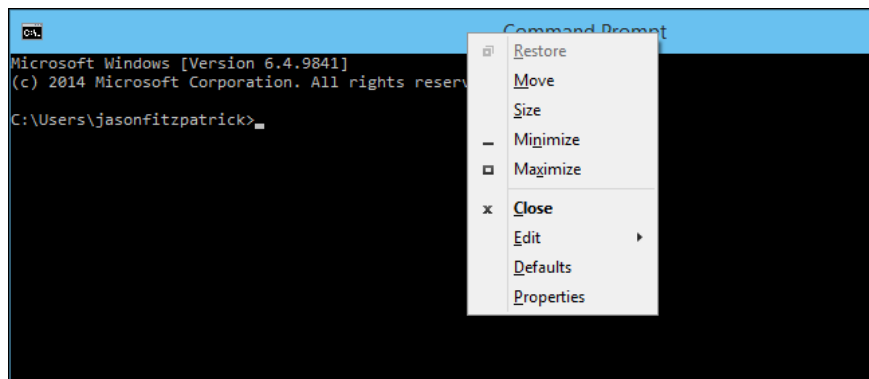 C:\.
Command Prompt
Microsoft Windows [Version 6.4.9841]
(c) 2014 Microsoft Corporation. All rights
C:\Users\jasonfitzpatrick>_
Restore
Move
Size
Minimize
Maximize
Close
Edit
Defaults
Properties